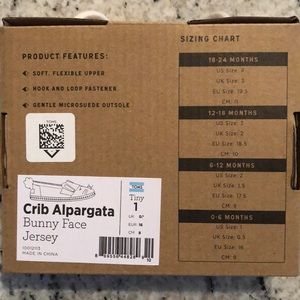 PRODUCT FEATURES:
SOFT, FLEXIBLE UPPER
HOOK AND LOOP FASTENER
GENTLE MICROSUEDE OUTSOLE
TOMS
Crib Alpargata
Bunny Face
Jersey
MADE IN CHINA
TOMS
Tiny
1
UK
EUR 16
CM 8
SIZING CHART
18-24 MONTHS
US Size:
UK Size: 3
EU Size: 19.5
CM: 11
12-18 MONTHS
US Size: 3
UK Size: 2
EU Size: 18.5
CM: 10
6-12 MONTHS
US Size: 2
UK Size: 1.5
EU Size: 17.5
CM: 9
0-6 MONTHS
US Size: 1
UK Size: 0.5
EU Size: 16
CM: 8